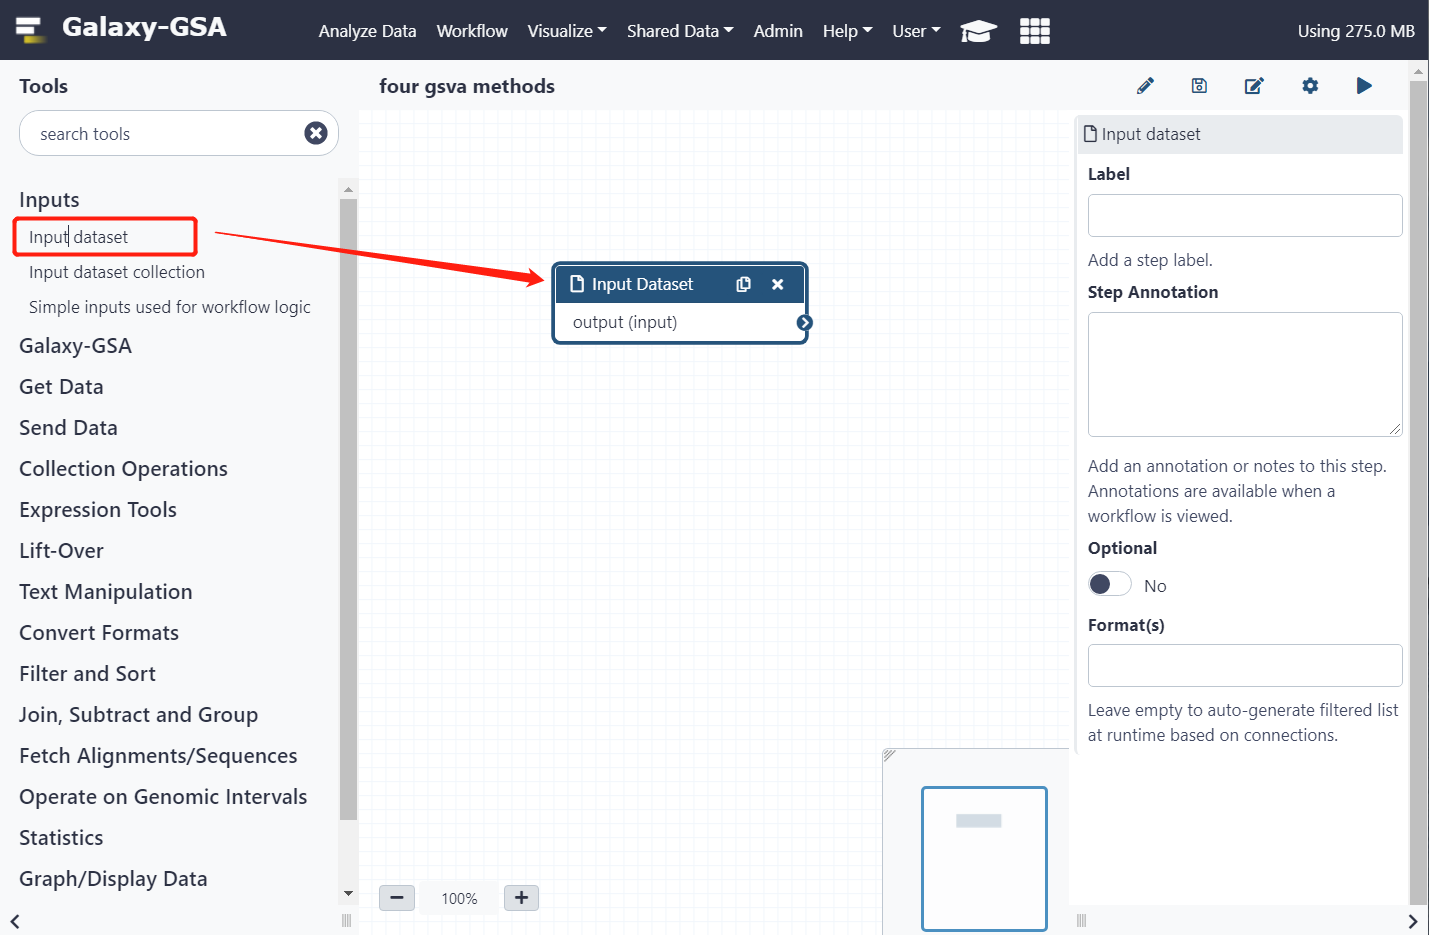 Galaxy-GSA
Analyze Data Workflow Visualize Shared Data Admin Help User
Using 275.0 MB
Tools
search tools
Inputs
Input dataset
Input dataset collection
Simple inputs used for workflow logic
Galaxy-GSA
Get Data
Send Data
Collection Operations
Expression Tools
Lift-Over
Text Manipulation
Convert Formats
Filter and Sort
Join, Subtract and Group
Fetch Alignments/Sequences
Operate on Genomic Intervals
Statistics
Graph/Display Data
four gsva methods
Input Dataset
output (input)
100%
Input dataset
Label
Add a step label.
Step Annotation
Add an annotation or notes to this step.
Annotations are available when a
workflow is viewed.
Optional
No
Format(s)
Leave empty to auto-generate filtered list
at runtime based on connections.